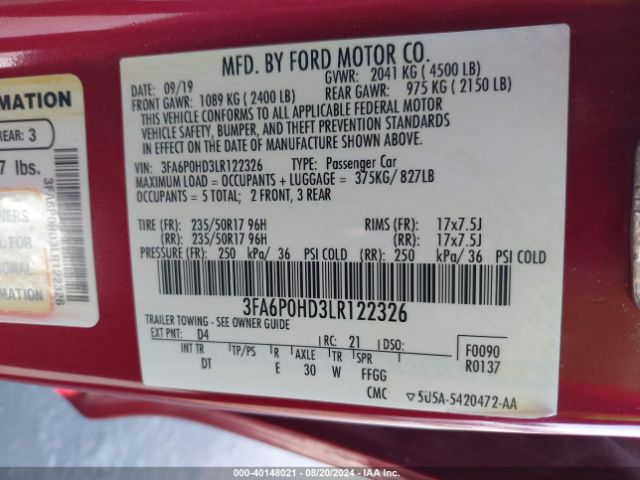 MFD. BY FORD MOTOR CO.
DATE: 09/19
GVWR: 2041 KG ( 4500 LB)
FRONT GAWR: 1089 KG ( 2400 LB)
REAR GAWR: 975 KG ( 2150 LB)
THIS VEHICLE CONFORMS TO ALL APPLICABLE FEDERAL MOTOR
VEHICLE SAFETY, BUMPER, AND THEFT PREVENTION STANDARDS
IN EFFECT ON THE DATE OF MANUFACTURE SHOWN ABOVE.
VIN: 3FA6P0HD3LR122326 TYPE: Passenger Car
MAXIMUM LOAD = OCCUPANTS + LUGGAGE = 375KG/ 827LB
OCCUPANTS = 5 TOTAL; 2 FRONT, 3 REAR
TIRE (FR): 235/50R17 96H RIMS (FR): 17x7.5J
(RR): 235/50R17 96H (RR): 17x7.5J
PRESSURE (FR): 250 kPa/ 36 PSI COLD (RR): 250 kPa/ 36 PSI COLD
3FA6P0HD3LR122326
TRAILER TOWING - SEE OWNER GUIDE
EXT PNT: D4 RC: 21 DSO:
F0090
R0137
INT TR TP/PS R AXLE TR SPR
DT E 30 W FFGG
CMC
▽5U5A-5420472-AA
RMATION
REAR: 3
7 lbs.
3FA6P0HD3LR122326
NERS
L FOR
ONAL
MATION
000-40148021 - 08/20/2024 - IAA Inc.